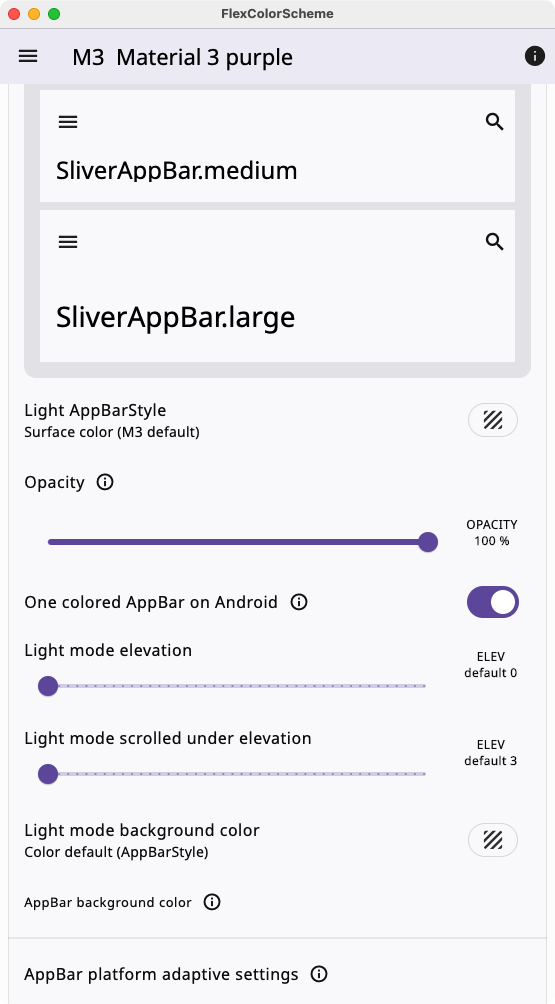 FlexColorScheme
M3 Material 3 purple
SliverAppBar.medium
SliverAppBar.large
Light AppBarStyle
Surface color (M3 default)
Opacity
OPACITY
100 %
One colored AppBar on Android
Light mode elevation
ELEV
default 0
Light mode scrolled under elevation
ELEV
default 3
Light mode background color
Color default (AppBarStyle)
AppBar background color
AppBar platform adaptive settings